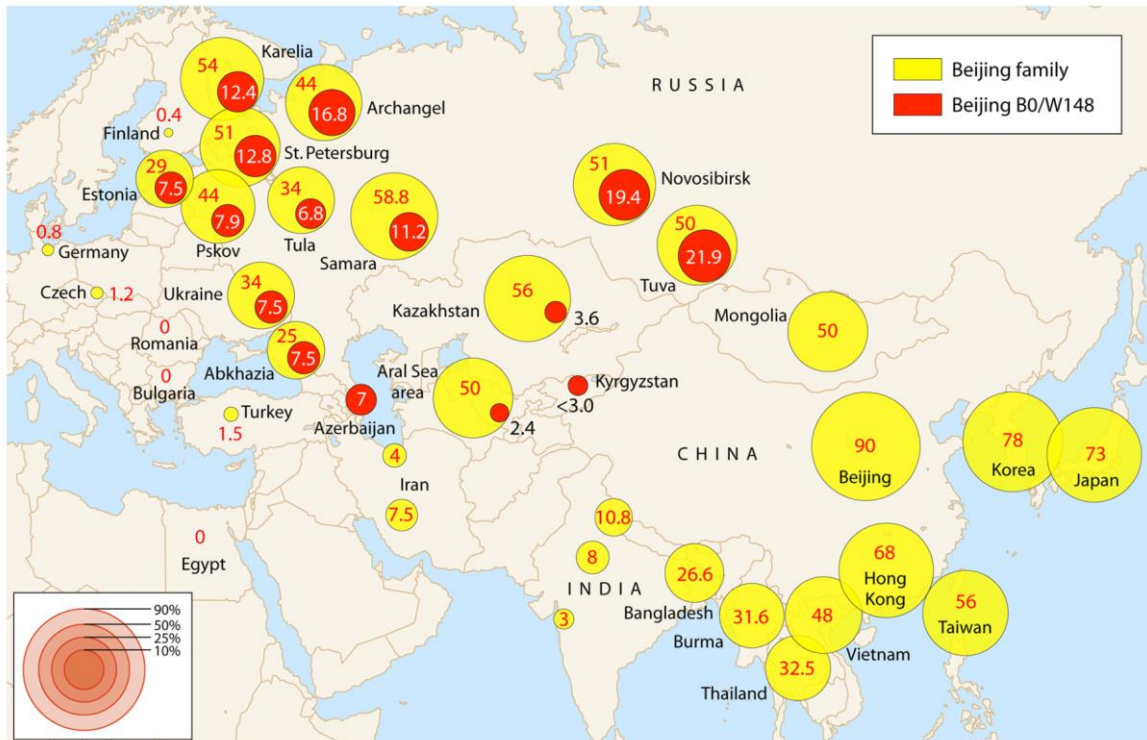 Karelia
54
12.4
44
16.8
Archangel
RUSSIA
Beijing family
Beijing B0/W148
0.4
Finland
51
12.8
St. Petersburg
29
7.5
Estonia
44
7.9
Pskov
34
6.8
Tula
58.8
11.2
Samara
51
19.4
Novosibirsk
50
21.9
Tuva
0.8
Germany
Czech
1.2
Ukraine
34
7.5
56
Kazakhstan
3.6
Mongolia
50
0
Romania
0
Bulgaria
25
7.5
Abkhazia
Aral Sea
area
50
2.4
Kyrgyzstan
<3.0
Turkey
1.5
7
Azerbaijan
4
Iran
7.5
CHINA
90
Beijing
78
Korea
73
Japan
0
Egypt
10.8
8
INDIA
3
26.6
Bangladesh
31.6
Burma
48
Vietnam
68
Hong
Kong
56
Taiwan
32.5
Thailand
90%
50%
25%
10%